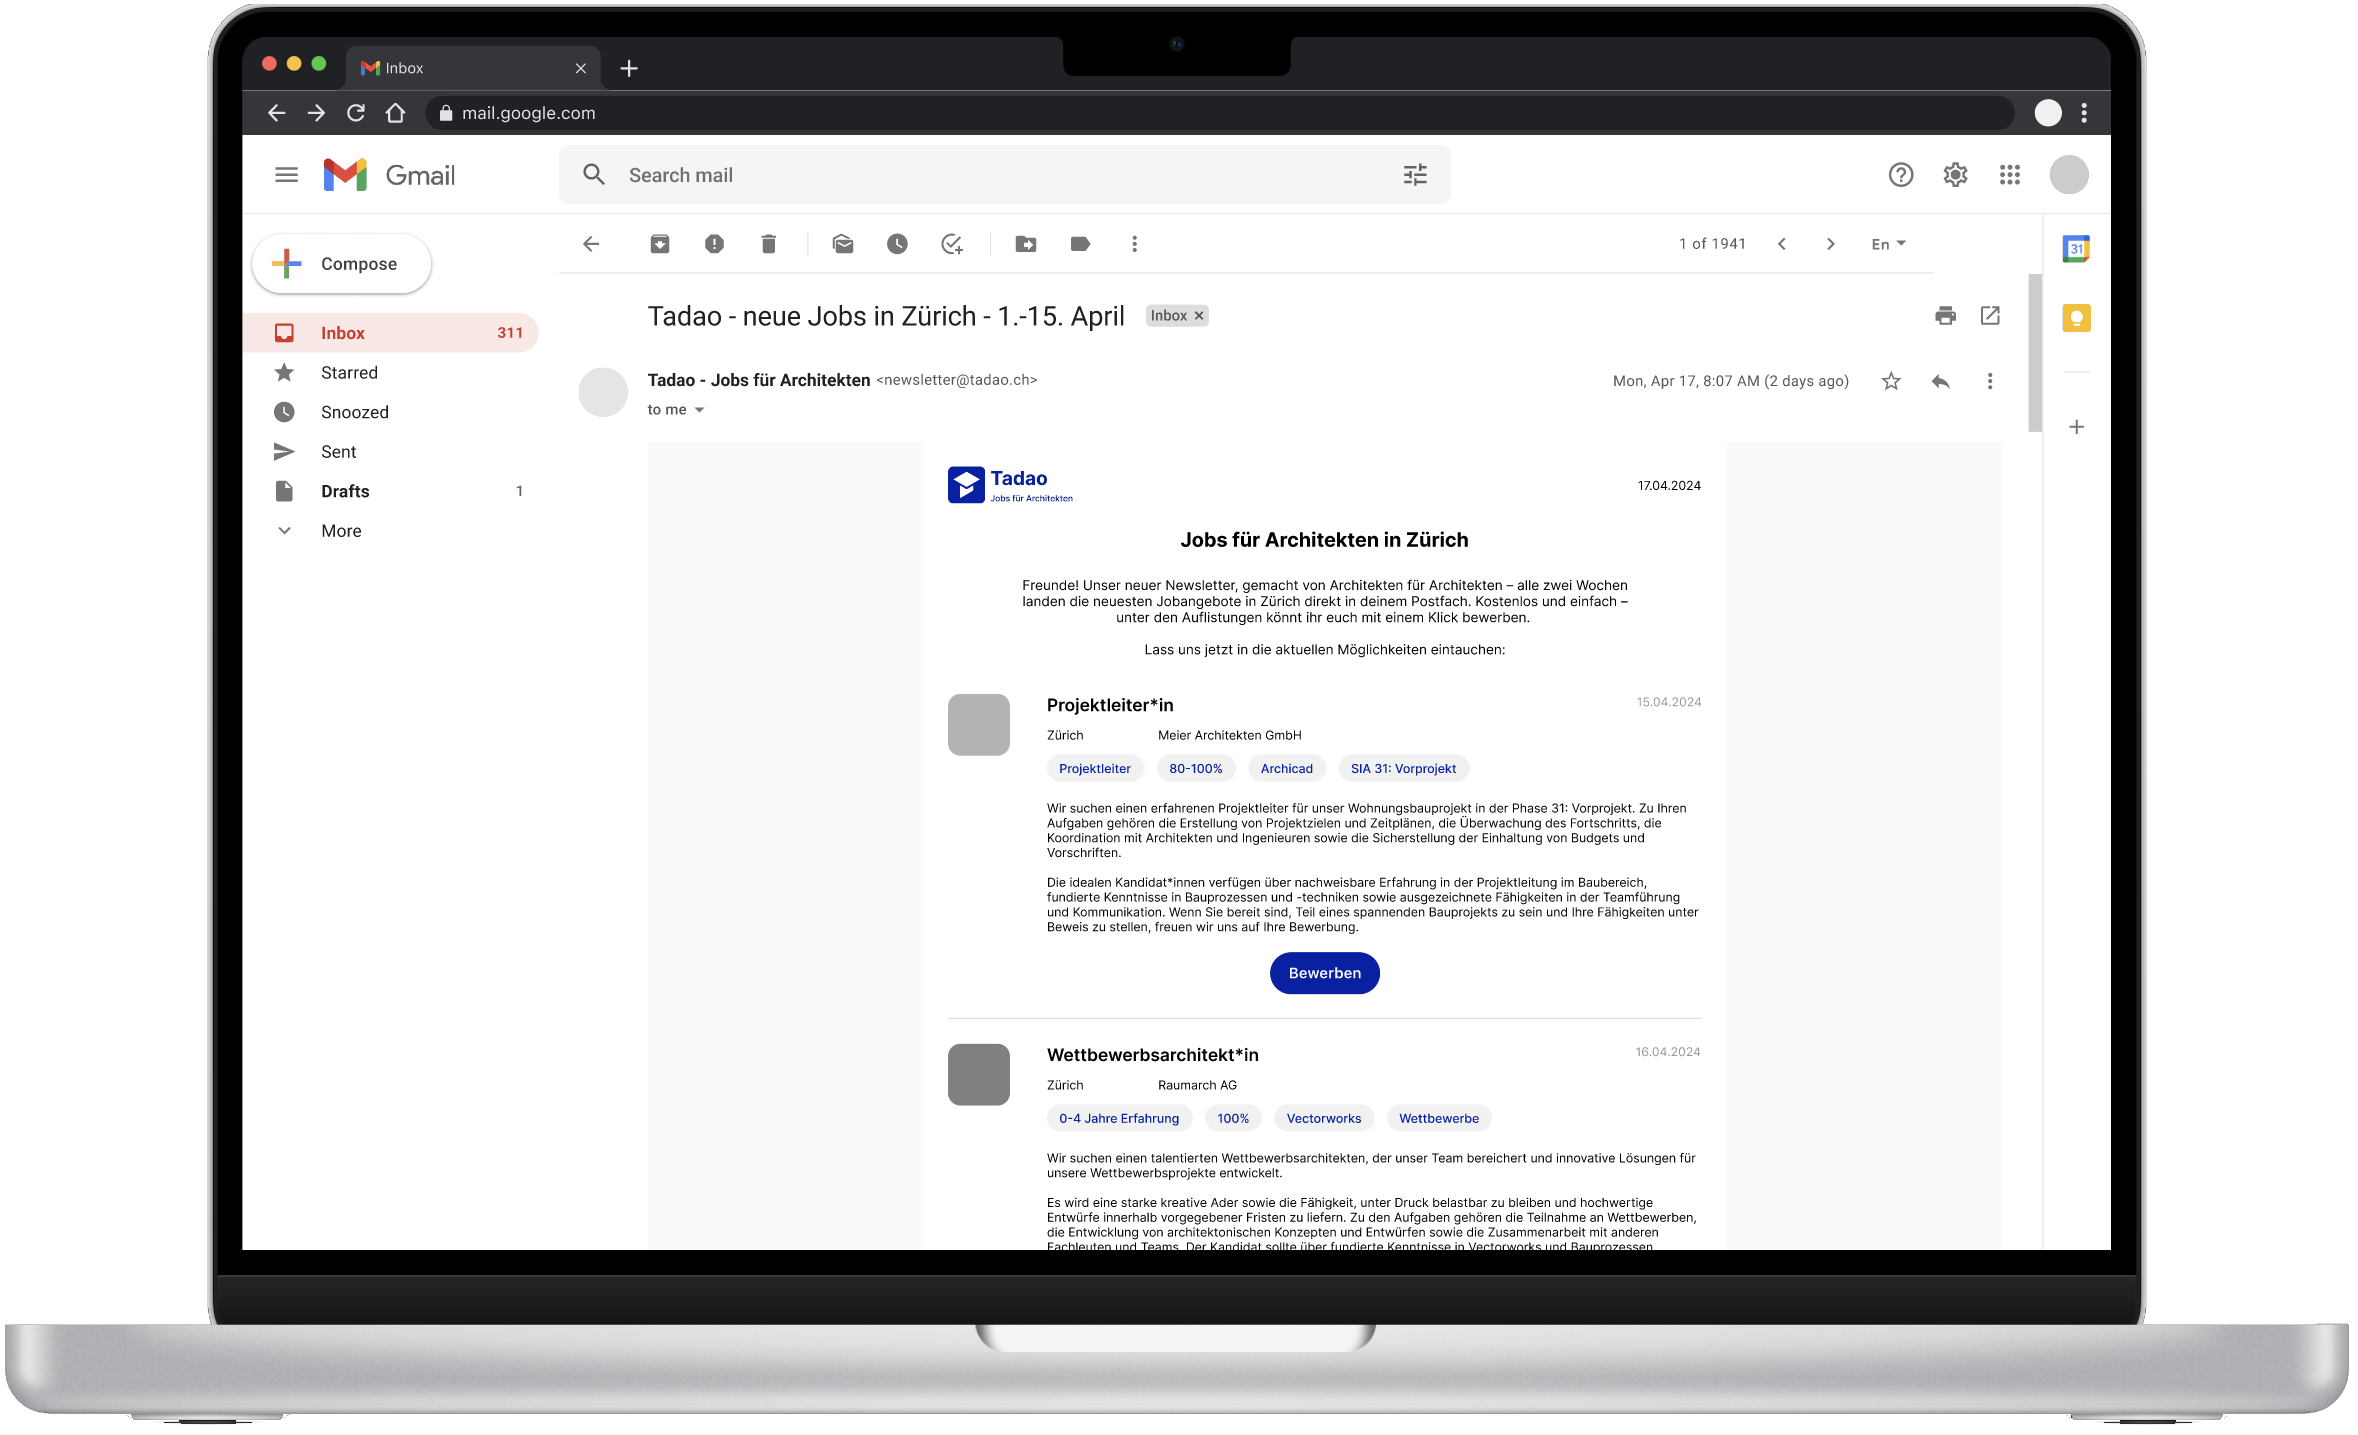 Inbox
mail.google.com
Gmail
Search mail
Compose
1 of 1941
En
31
Inbox 311
Starred
Snoozed
Sent
Drafts 1
More
Tadao - neue Jobs in Zürich - 1.-15. April Inbox
Tadao - Jobs für Architekten <newsletter@tadao.ch>
Mon, Apr 17, 8:07 AM (2 days ago)
to me
Tadao
Jobs für Architekten
17.04.2024
Jobs für Architekten in Zürich
Freunde! Unser neuer Newsletter, gemacht von Architekten für Architekten – alle zwei Wochen
landen die neuesten Jobangebote in Zürich direkt in deinem Postfach. Kostenlos und einfach –
unter den Auflistungen könnt ihr euch mit einem Klick bewerben.
Lass uns jetzt in die aktuellen Möglichkeiten eintauchen:
Projektleiter*in 15.04.2024
Zürich Meier Architekten GmbH
Projektleiter 80-100% Archicad SIA 31: Vorprojekt
Wir suchen einen erfahrenen Projektleiter für unser Wohnungsbauprojekt in der Phase 31: Vorprojekt. Zu Ihren
Aufgaben gehören die Erstellung von Projektzielen und Zeitplänen, die Überwachung des Fortschritts, die
Koordination mit Architekten und Ingenieuren sowie die Sicherstellung der Einhaltung von Budgets und
Vorschriften.
Die idealen Kandidat*innen verfügen über nachweisbare Erfahrung in der Projektleitung im Baubereich,
fundierte Kenntnisse in Bauprozessen und -techniken sowie ausgezeichnete Fähigkeiten in der Teamführung
und Kommunikation. Wenn Sie bereit sind, Teil eines spannenden Bauprojekts zu sein und Ihre Fähigkeiten unter
Beweis zu stellen, freuen wir uns auf Ihre Bewerbung.
Bewerben
Wettbewerbsarchitekt*in 16.04.2024
Zürich Raumarch AG
0-4 Jahre Erfahrung 100% Vectorworks Wettbewerbe
Wir suchen einen talentierten Wettbewerbsarchitekten, der unser Team bereichert und innovative Lösungen für
unsere Wettbewerbsprojekte entwickelt.
Es wird eine starke kreative Ader sowie die Fähigkeit, unter Druck belastbar zu bleiben und hochwertige
Entwürfe innerhalb vorgegebener Fristen zu liefern. Zu den Aufgaben gehören die Teilnahme an Wettbewerben,
die Entwicklung von architektonischen Konzepten und Entwürfen sowie die Zusammenarbeit mit anderen
Fachleuten und Teams. Der Kandidat sollte über fundierte Kenntnisse in Vectorworks und Bauprozessen